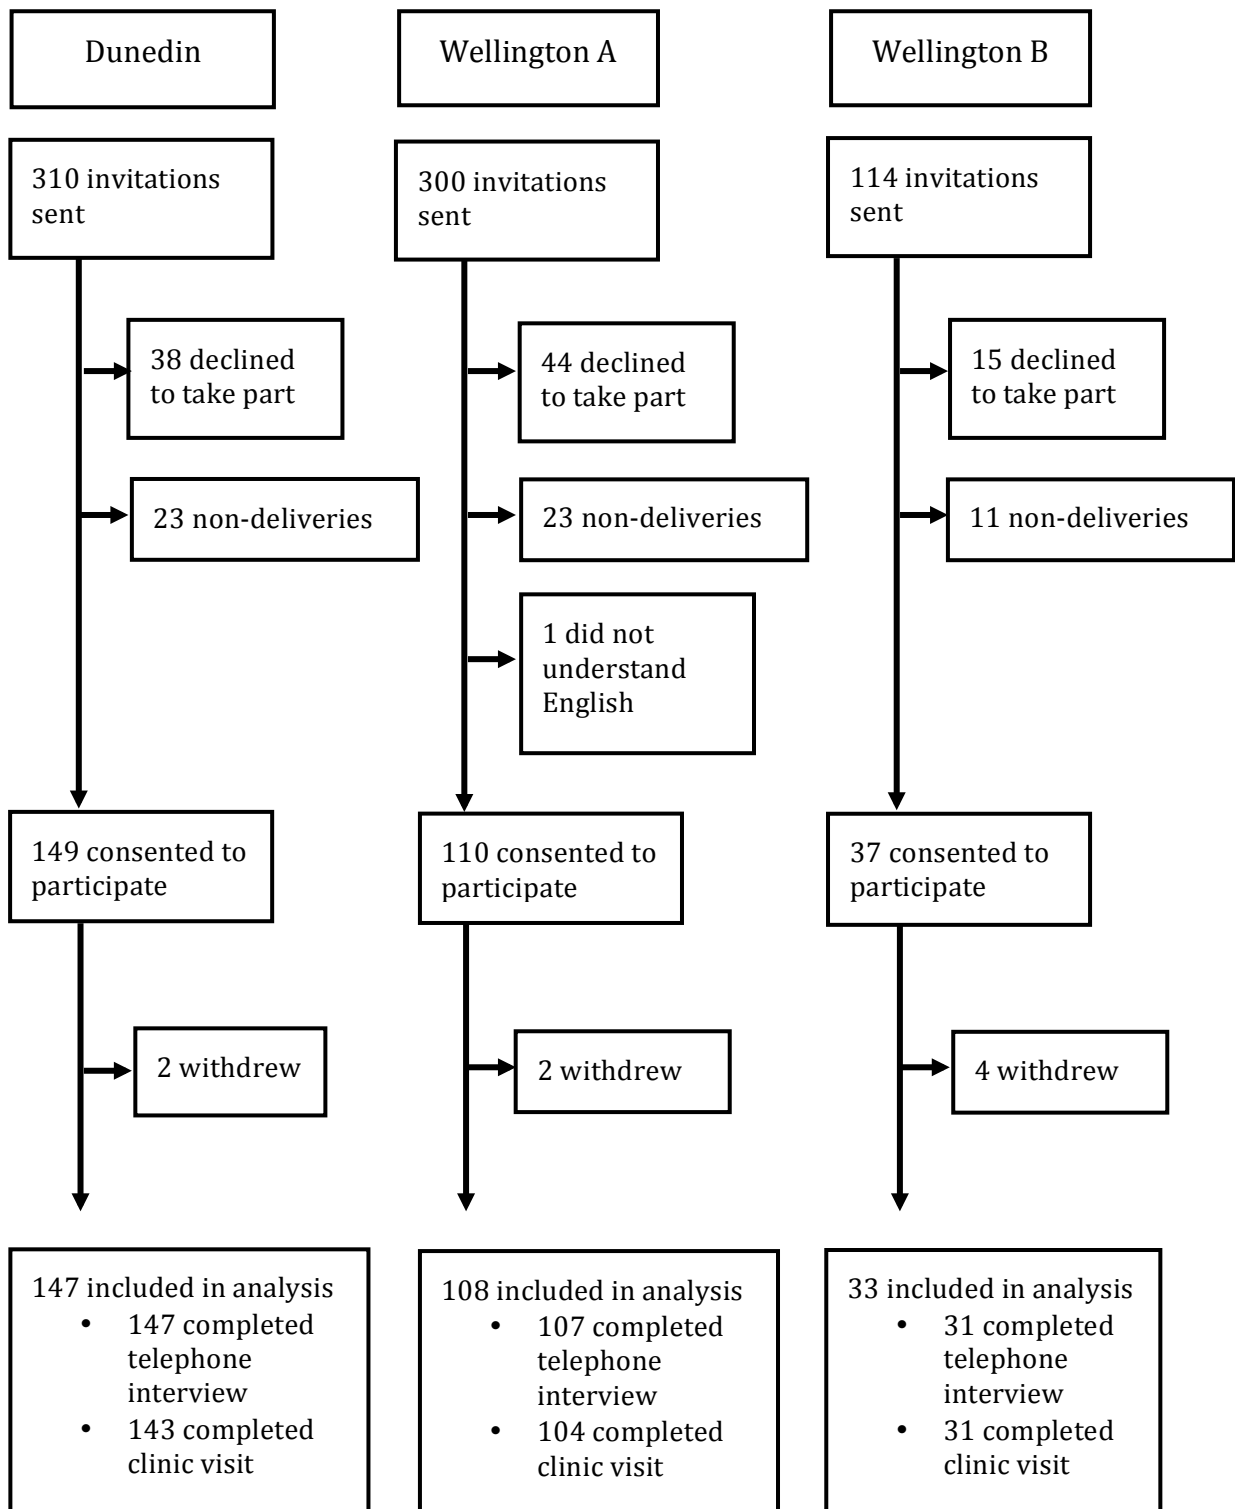 Dunedin
Wellington A
Wellington B
310 invitations
sent
300 invitations
sent
114 invitations
sent
38 declined
to take part
44 declined
to take part
15 declined
to take part
23 non-deliveries
23 non-deliveries
11 non-deliveries
1 did not
understand
English
149 consented to
participate
110 consented to
participate
37 consented to
participate
2 withdrew
2 withdrew
4 withdrew
147 included in analysis
• 147 completed
telephone
interview
• 143 completed
clinic visit
108 included in analysis
• 107 completed
telephone
interview
• 104 completed
clinic visit
33 included in analysis
• 31 completed
telephone
interview
• 31 completed
clinic visit